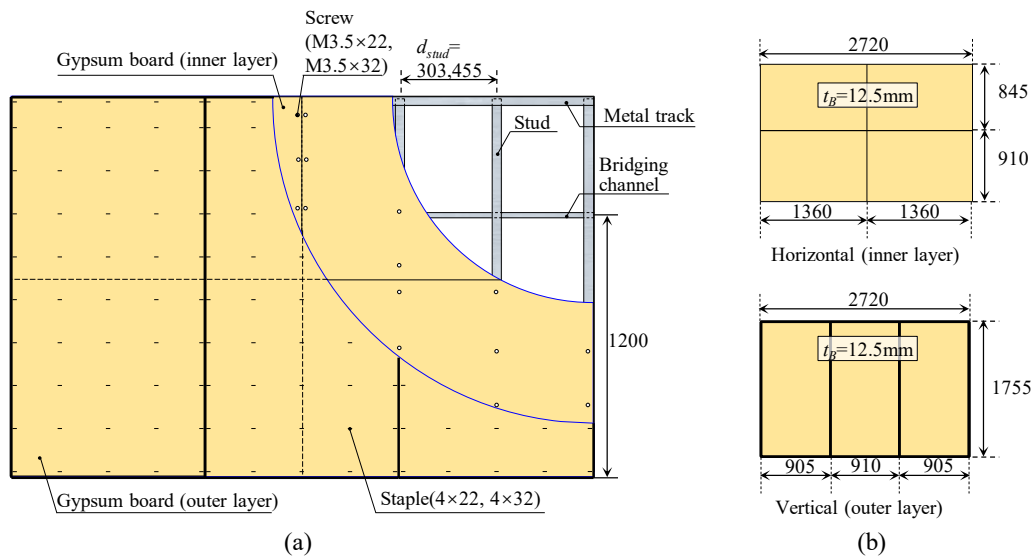 Screw
(M3.5×22,
M3.5×32)
Gypsum board (inner layer)
d_stud=
303,455
Metal track
Stud
Bridging
channel
1200
Gypsum board (outer layer)
Staple(4×22, 4×32)
(a)
2720
t_B=12.5mm
845
910
1360
1360
Horizontal (inner layer)
2720
t_B=12.5mm
1755
905
910
905
Vertical (outer layer)
(b)